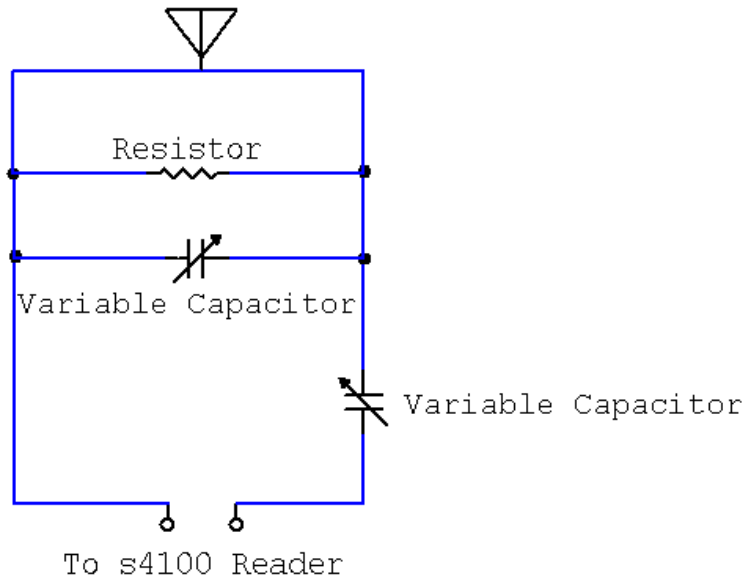 Resistor
Variable Capacitor
Variable Capacitor
To s4100 Reader